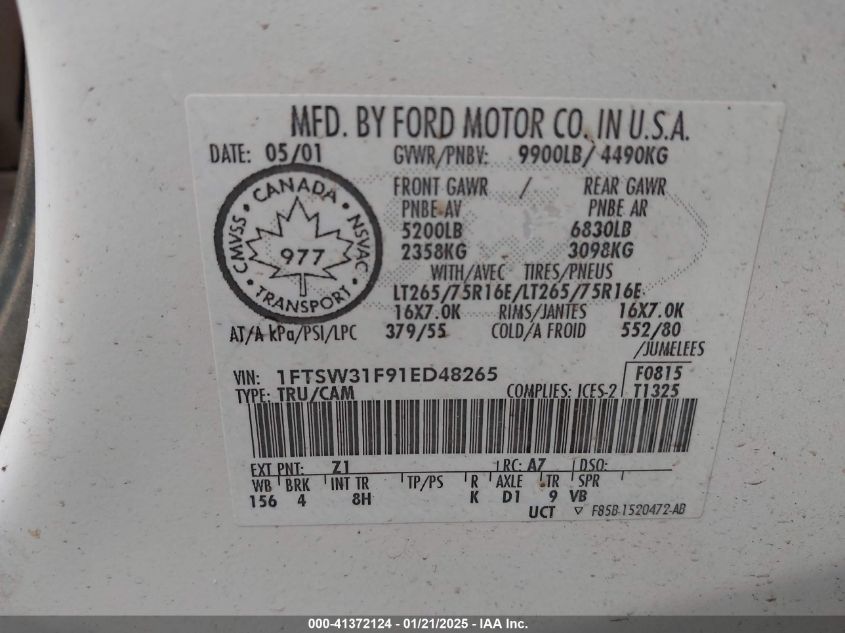 MFD. BY FORD MOTOR CO. IN U.S.A.
DATE: 05/01 GVWR/PNBV: 9900LB/ 4490KG
CANADA
CMVSS NSVAC
977
TRANSPORT
FRONT GAWR / REAR GAWR
PNBE AV PNBE AR
5200LB 6830LB
2358KG 3098KG
WITH/AVEC TIRES/PNEUS
LT265/75R16E/LT265/75R16E
16X7.0K RIMS/JANTES 16X7.0K
AT/A kPa/PSI/LPC 379/55 COLD/A FROID 552/80
/JUMELEES
VIN: 1FTSW31F91ED48265 F0815
TYPE: TRU/CAM COMPLIES: ICES-2 T1325
EXT PNT: Z1 RC: A7 DSO:
WB BRK INT TR TP/PS R AXLE TR SPR
156 4 8H K D1 9 VB
UCT ▽ F85B-1520472-AB
000-41372124 - 01/21/2025 - IAA Inc.